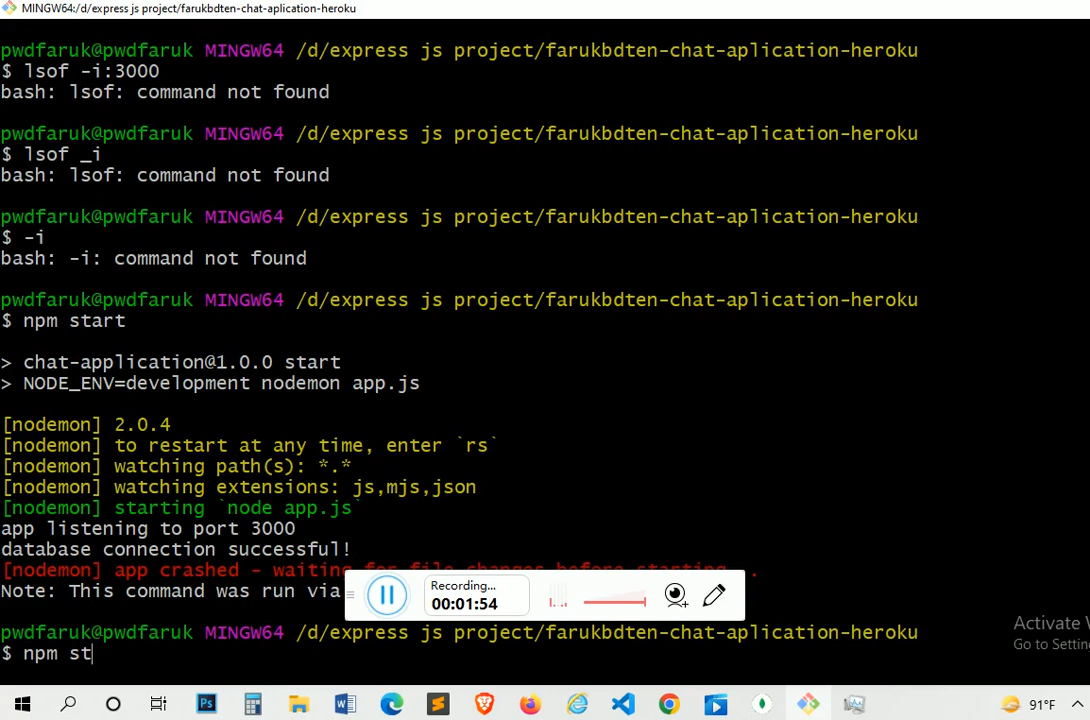 MINGW64:/d/express js project/farukbdten-chat-aplication-heroku
pwdfaruk@pwdfaruk MINGW64 /d/express js project/farukbdten-chat-aplication-heroku
$ lsof -i:3000
bash: lsof: command not found
pwdfaruk@pwdfaruk MINGW64 /d/express js project/farukbdten-chat-aplication-heroku
$ lsof _i
bash: lsof: command not found
pwdfaruk@pwdfaruk MINGW64 /d/express js project/farukbdten-chat-aplication-heroku
$ -i
bash: -i: command not found
pwdfaruk@pwdfaruk MINGW64 /d/express js project/farukbdten-chat-aplication-heroku
$ npm start
> chat-application@1.0.0 start
> NODE_ENV=development nodemon app.js
[nodemon] 2.0.4
[nodemon] to restart at any time, enter `rs`
[nodemon] watching path(s): *.*
[nodemon] watching extensions: js,mjs,json
[nodemon] starting `node app.js`
app listening to port 3000
database connection successful!
[nodemon] app crashed - waiting for file changes before starting...
Note: This command was run via
Recording...
00:01:54
pwdfaruk@pwdfaruk MINGW64 /d/express js project/farukbdten-chat-aplication-heroku
Activate W
Go to Setting
$ npm st
Ps
91°F